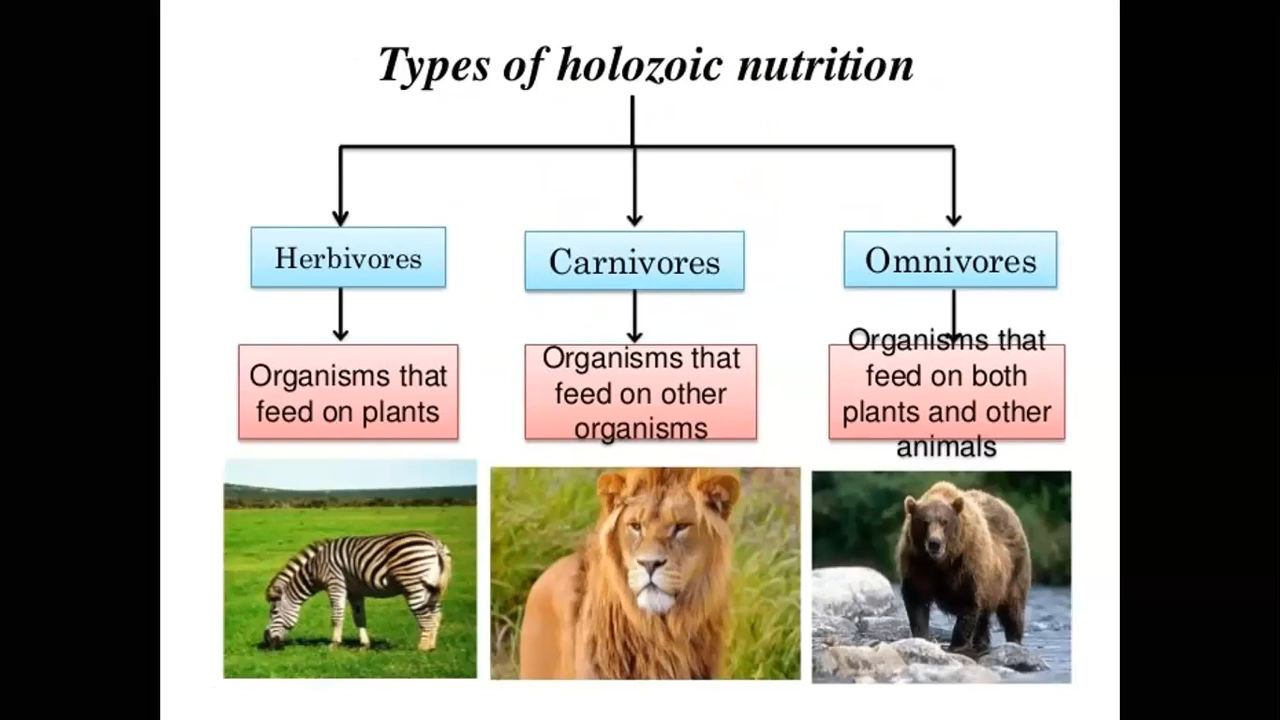 Types of holozoic nutrition
Herbivores
Carnivores
Omnivores
Organisms that
feed on plants
Organisms that
feed on other
organisms
Organisms that
feed on both
plants and other
animals